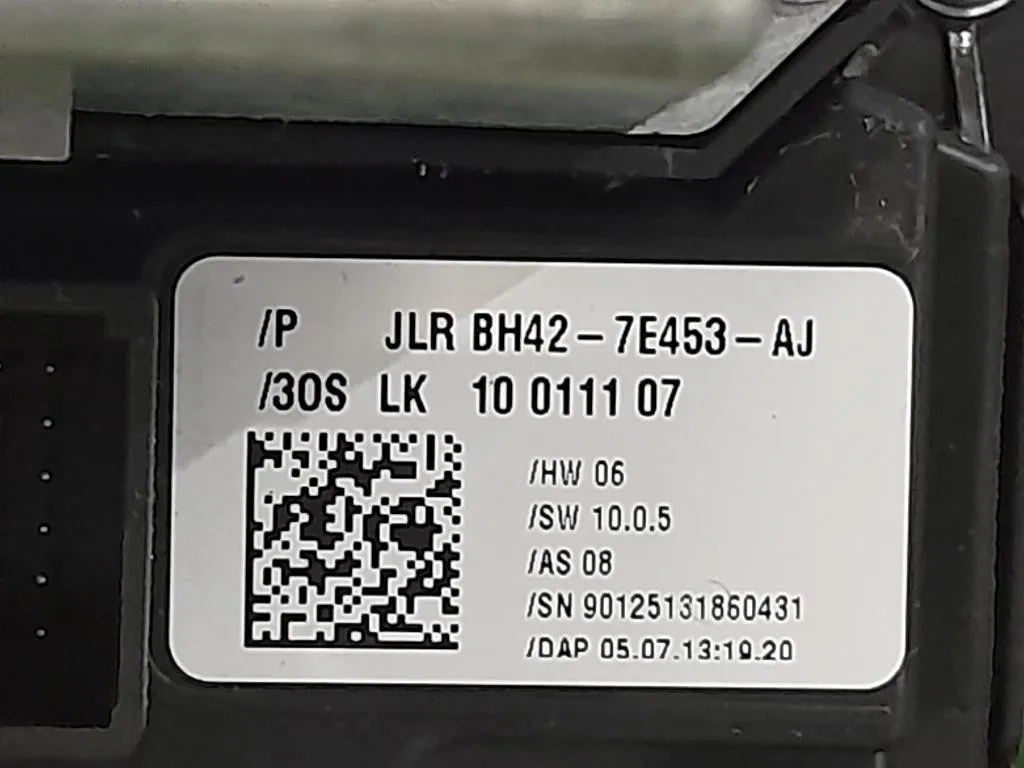 /P JLR BH42-7E453-AJ
/30S LK 10 0111 07
/HW 06
/SW 10.0.5
/AS 08
/SN 90125131860431
/DAP 05.07.13:19.20